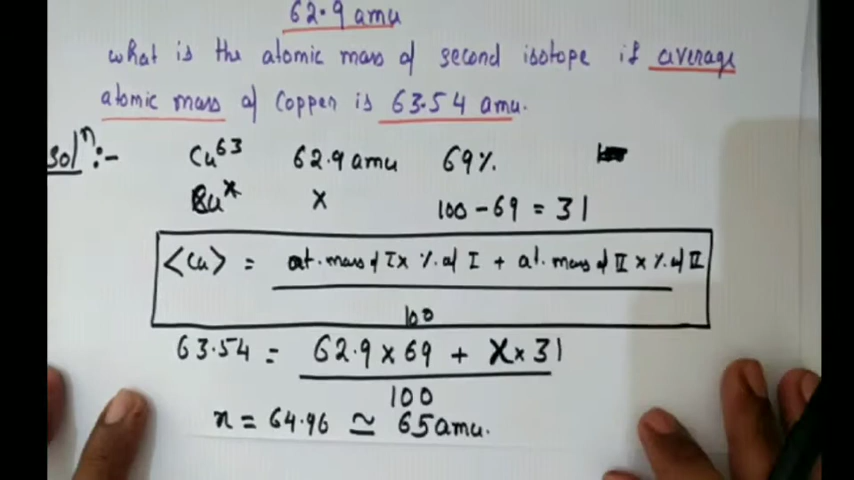 62.9 amu
what is the atomic mass of second isotope if average
atomic mass of Copper is 63.54 amu.
Solⁿ:- Cu⁶³ 62.9 amu 69%.
Cuˣ x 100 - 69 = 31
<Cu> = at. mass of I x % of I + at. mass of II x % of II
100
63.54 = 62.9 x 69 + x x 31
100
x = 64.96 ≃ 65 amu.